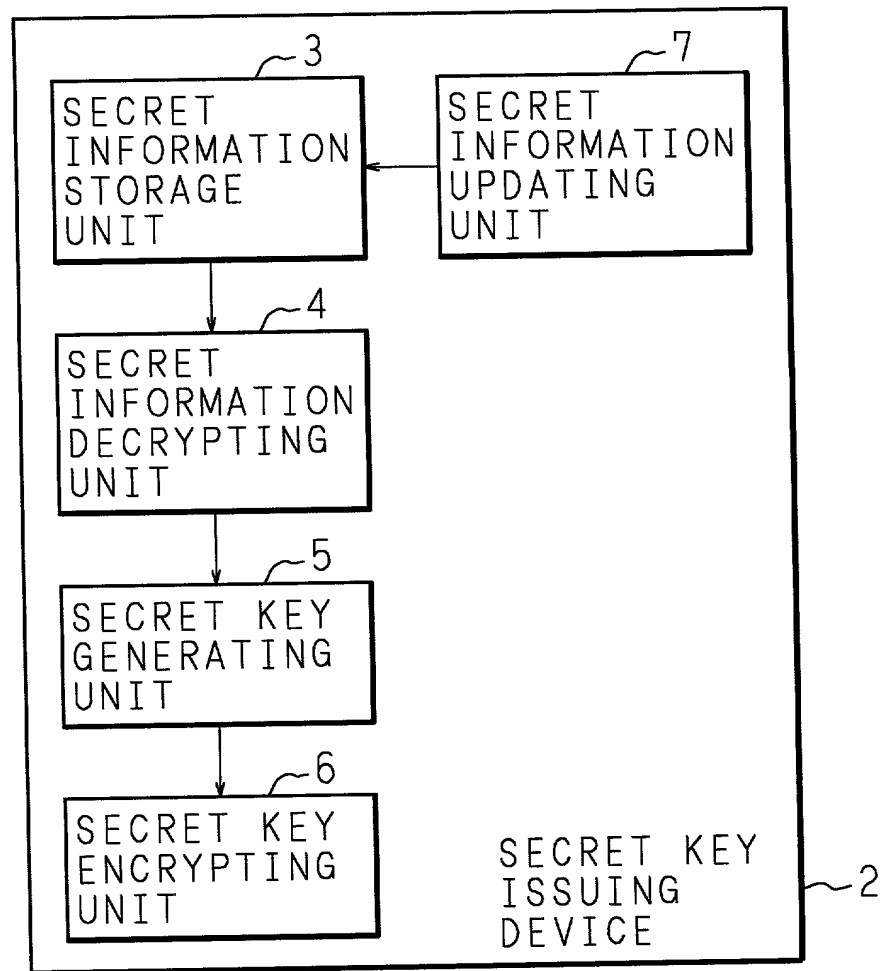 3
SECRET
INFORMATION
STORAGE
UNIT
7
SECRET
INFORMATION
UPDATING
UNIT
4
SECRET
INFORMATION
DECRYPTING
UNIT
5
SECRET KEY
GENERATING
UNIT
6
SECRET KEY
ENCRYPTING
UNIT
SECRET KEY
ISSUING
DEVICE
2